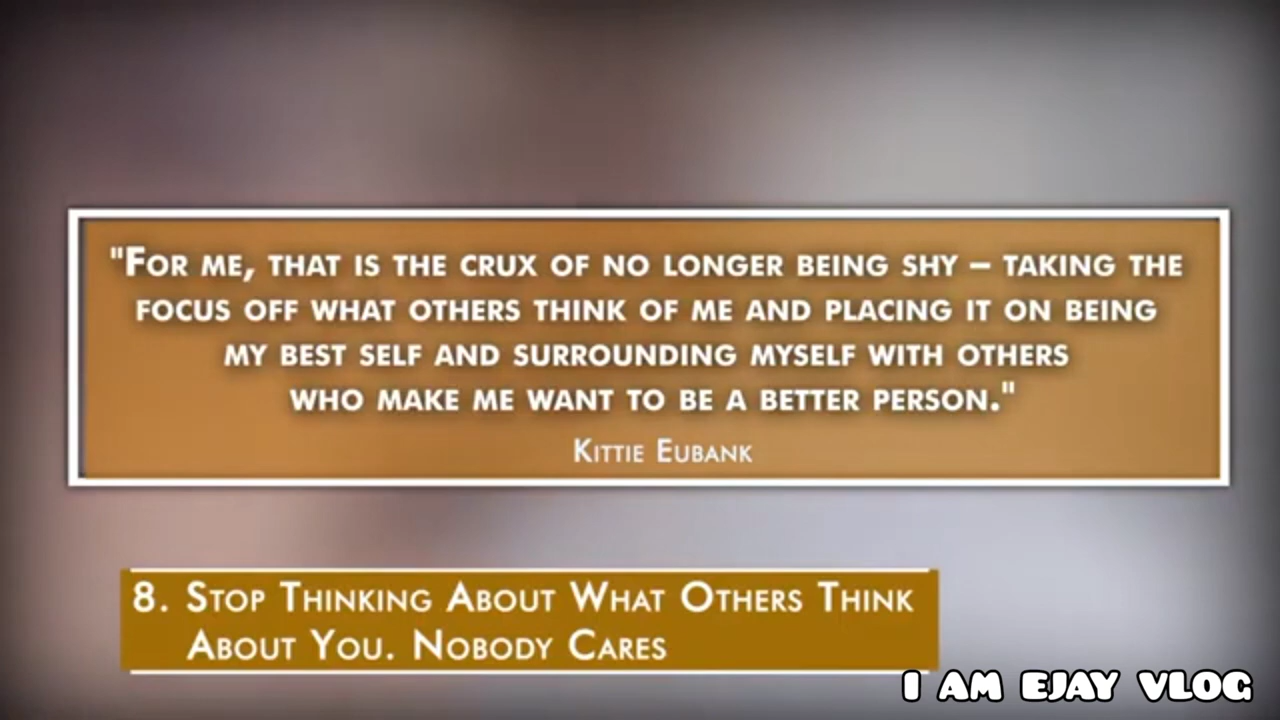 "For me, that is the crux of no longer being shy – taking the
focus off what others think of me and placing it on being
my best self and surrounding myself with others
who make me want to be a better person."
Kittie Eubank
8. Stop Thinking About What Others Think
About You. Nobody Cares
I AM EJAY VLOG